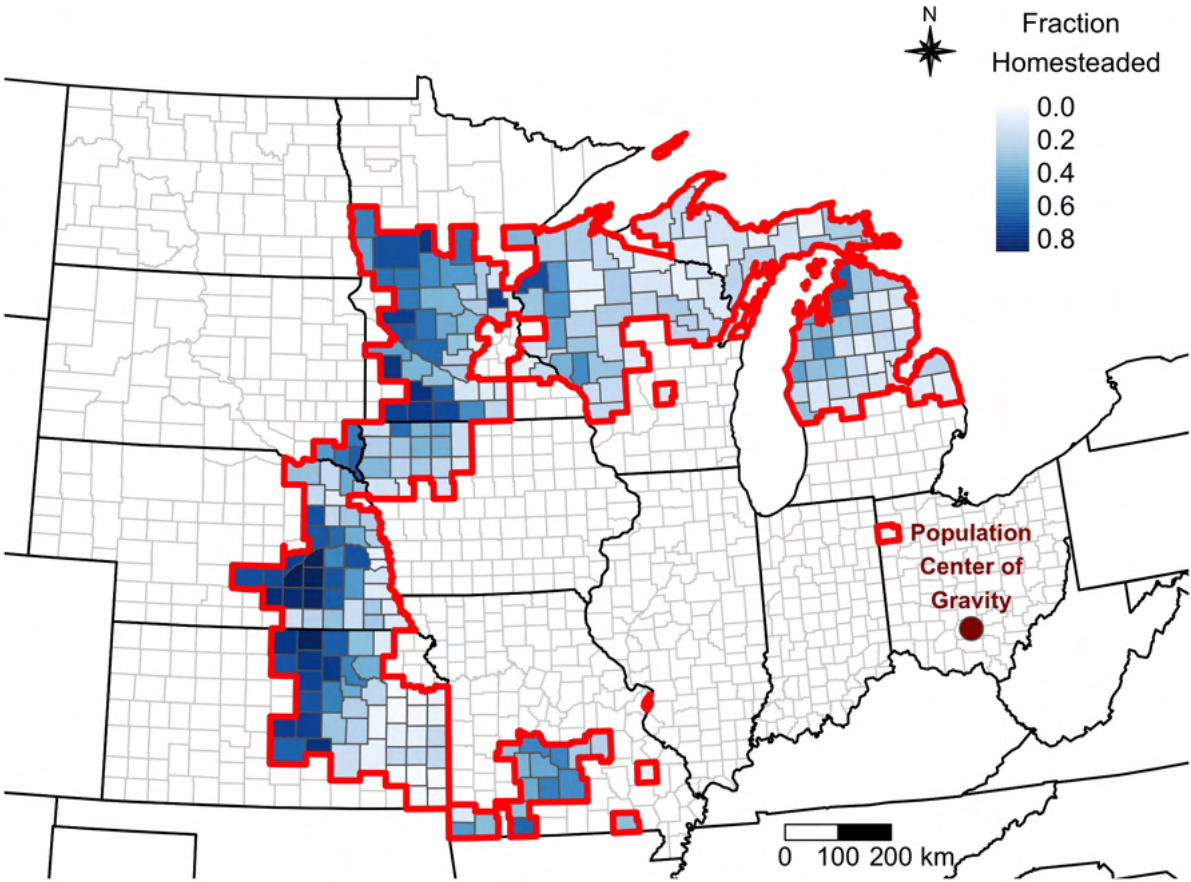 N
Fraction
Homesteaded
0.0
0.2
0.4
0.6
0.8
Population
Center of
Gravity
0 100 200 km